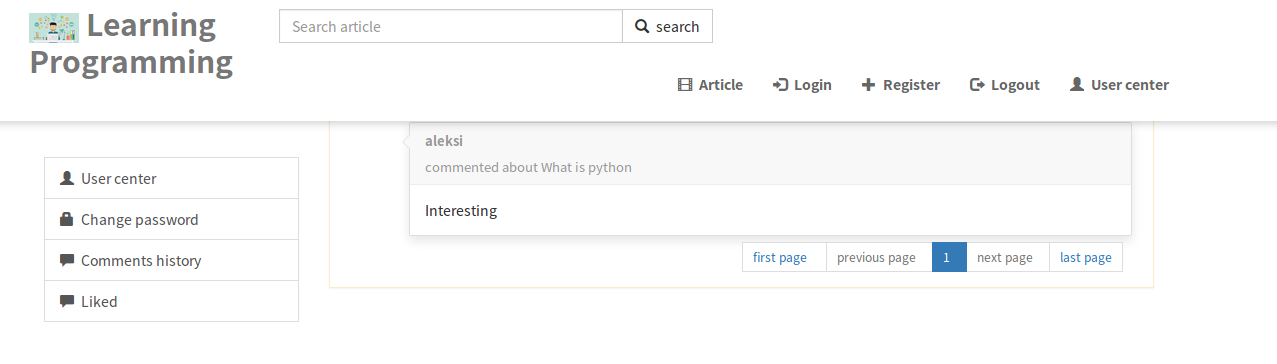 Learning
Programming
Search article
search
Article Login Register Logout User center
User center
Change password
Comments history
Liked
aleksi
commented about What is python
Interesting
first page previous page 1 next page last page